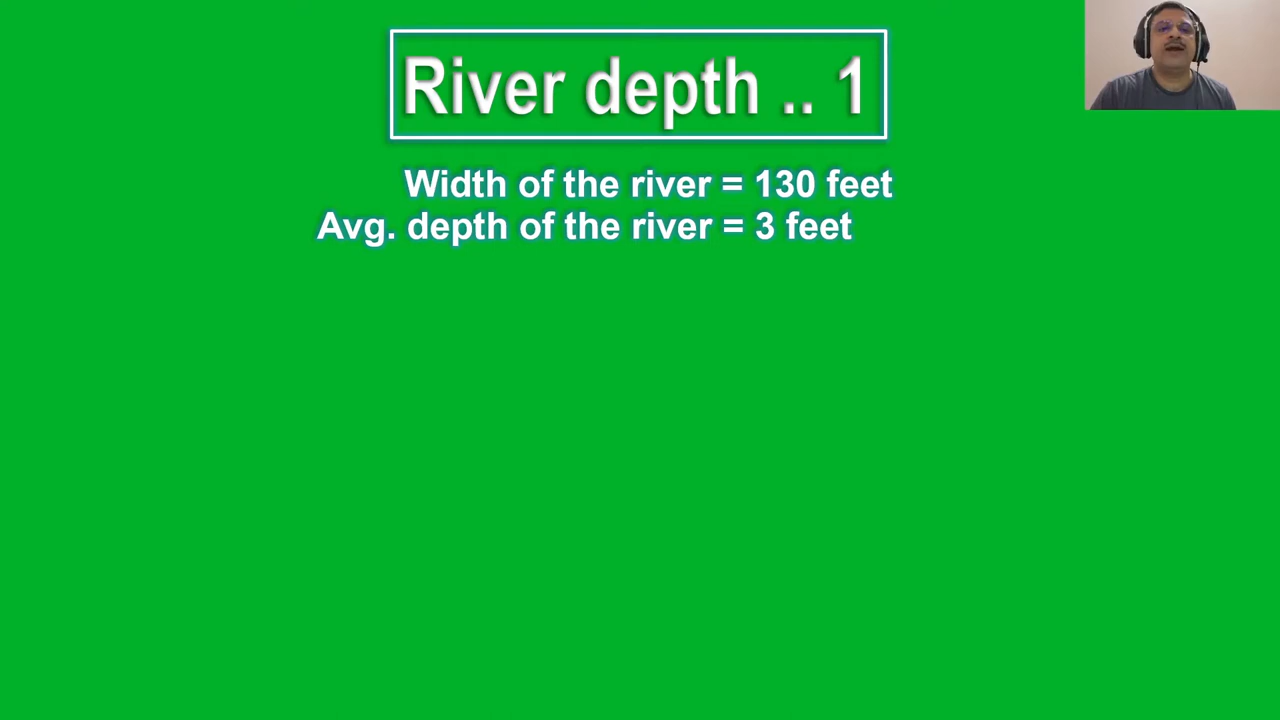 River depth .. 1
Width of the river = 130 feet
Avg. depth of the river = 3 feet